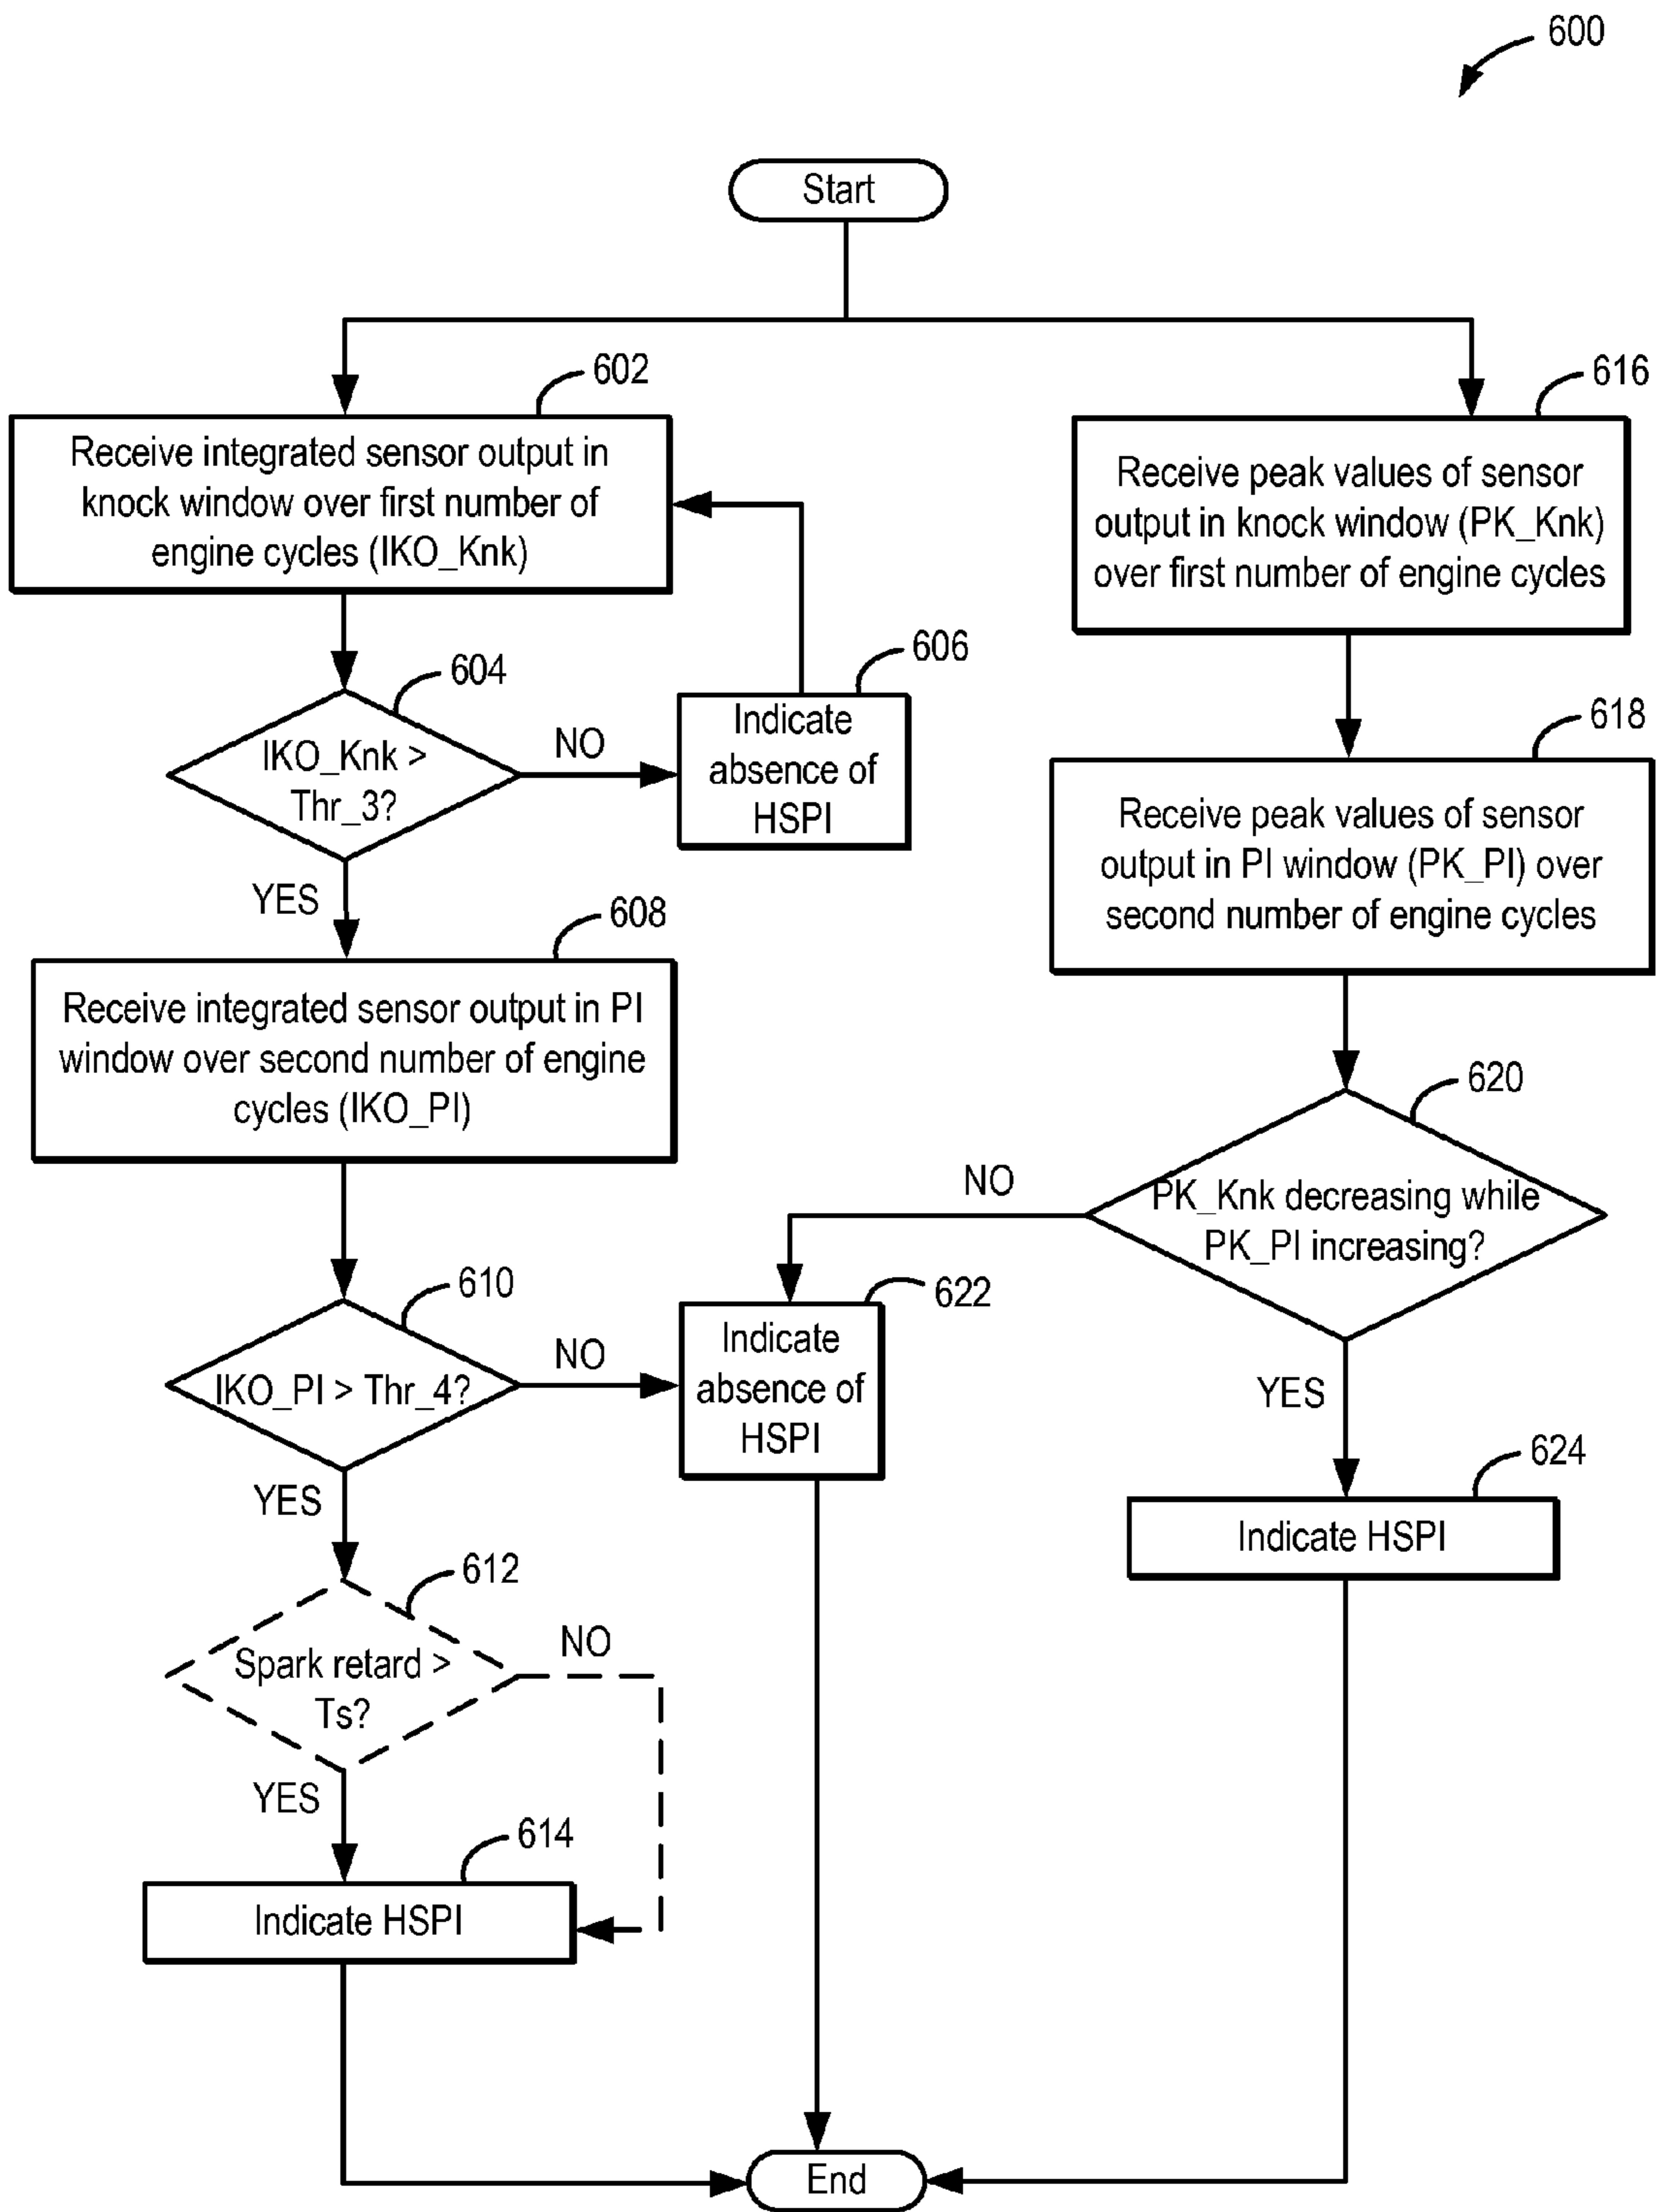 600
Start
602
Receive integrated sensor output in
knock window over first number of
engine cycles (IKO_Knk)
616
Receive peak values of sensor
output in knock window (PK_Knk)
over first number of engine cycles
604
IKO_Knk >
Thr_3?
NO
606
Indicate
absence of
HSPI
YES
618
Receive peak values of sensor
output in PI window (PK_PI) over
second number of engine cycles
608
Receive integrated sensor output in PI
window over second number of engine
cycles (IKO_PI)
620
PK_Knk decreasing while
PK_PI increasing?
NO
610
IKO_PI > Thr_4?
NO
622
Indicate
absence of
HSPI
YES
YES
624
Indicate HSPI
612
Spark retard >
Ts?
NO
YES
614
Indicate HSPI
End